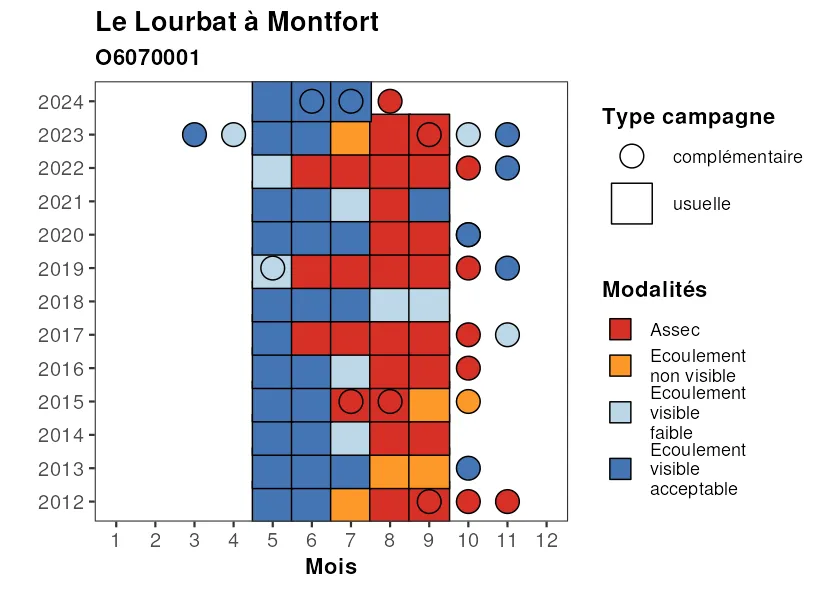 Le Lourbat à Montfort
O6070001
2024
2023
2022
2021
2020
2019
2018
2017
2016
2015
2014
2013
2012
1 2 3 4 5 6 7 8 9 10 11 12
Mois
Type campagne
complémentaire
usuelle
Modalités
Assec
Ecoulement
non visible
Ecoulement
visible
faible
Ecoulement
visible
acceptable